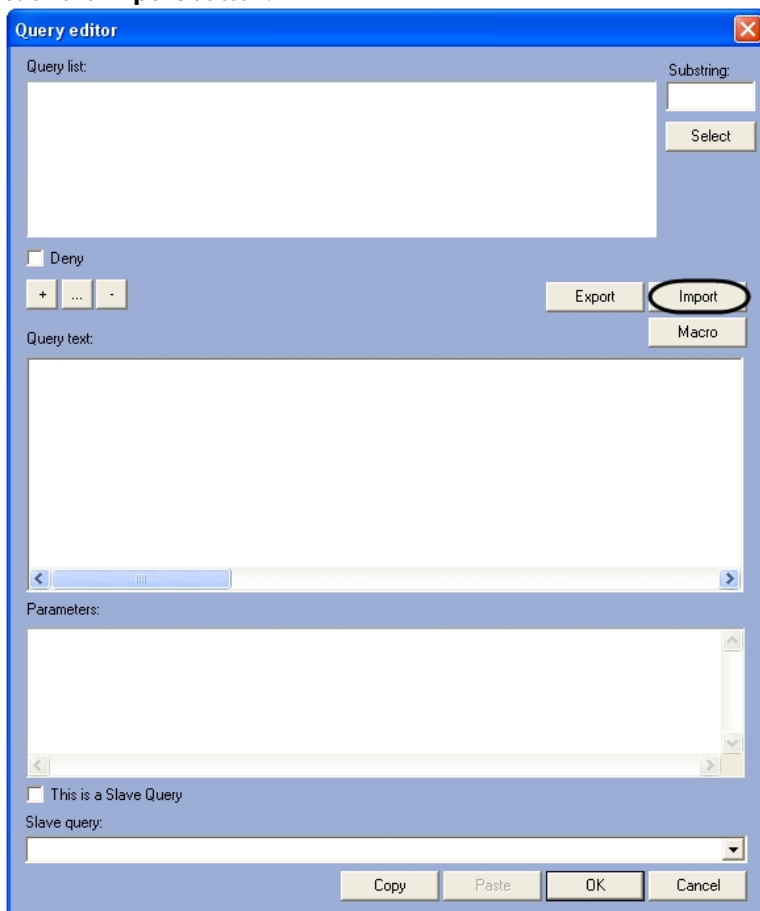 Query editor
Query list:
Substring:
Select
Deny
+ ... -
Export Import
Macro
Query text:
Parameters:
This is a Slave Query
Slave query:
Copy Paste OK Cancel